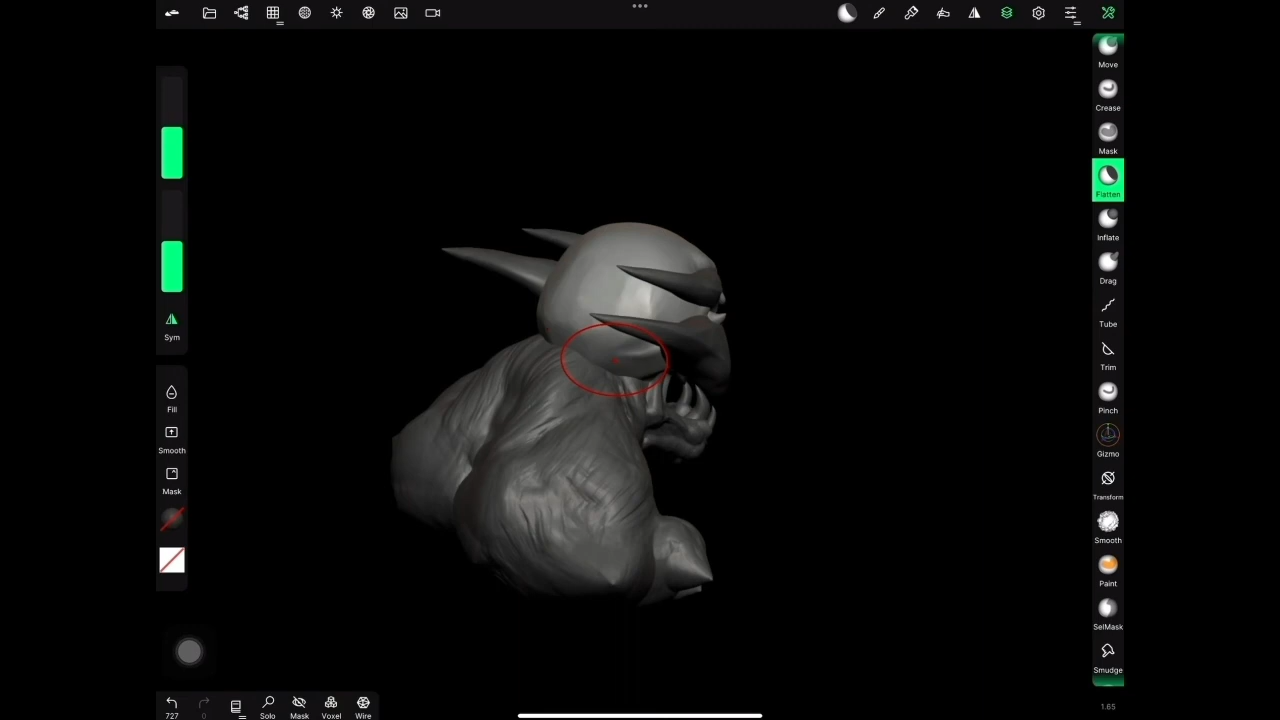 Move
Crease
Mask
Flatten
Inflate
Drag
Tube
Trim
Pinch
Gizmo
Transform
Smooth
Paint
SelMask
Smudge
1.65
Sym
Fill
Smooth
Mask
727
0
Solo
Mask
Voxel
Wire